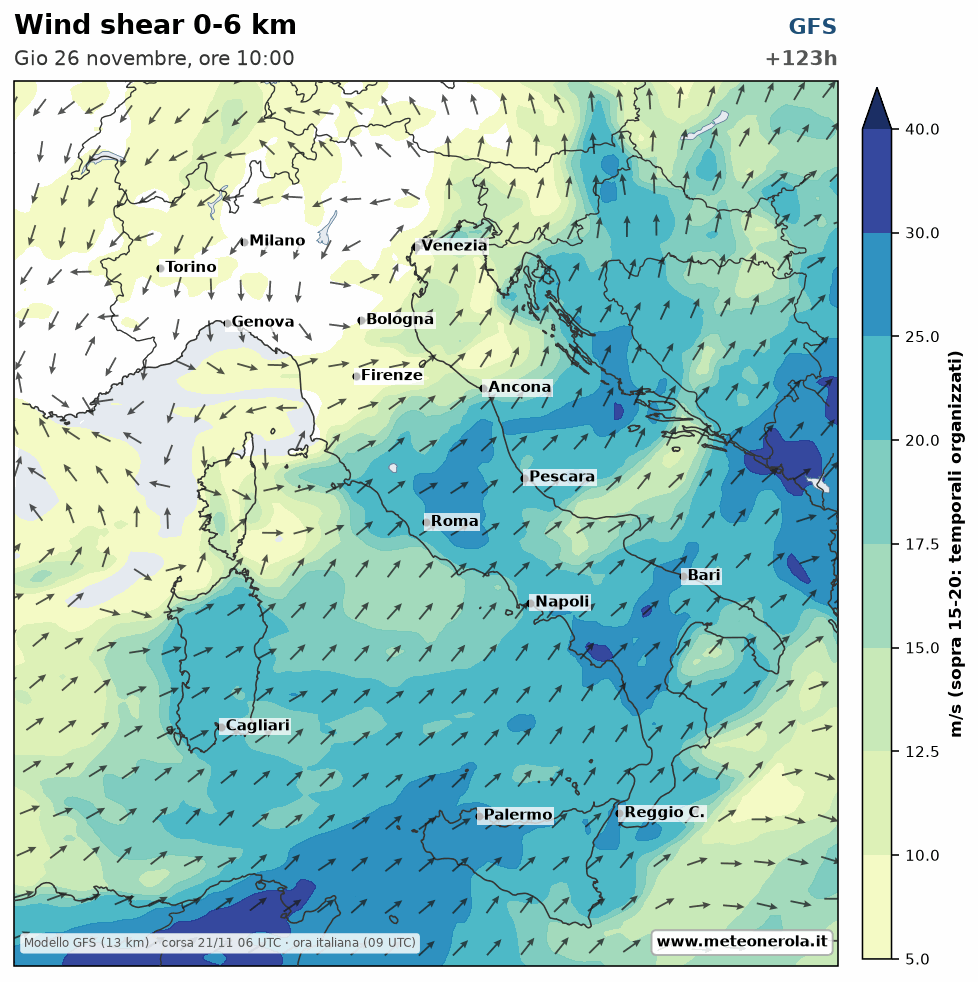 Wind shear 0-6 km
GFS
Gio 26 novembre, ore 10:00
+123h
Milano
Venezia
Torino
Genova
Bologna
Firenze
Ancona
Pescara
Roma
Bari
Napoli
Cagliari
Palermo
Reggio C.
Modello GFS (13 km) · corsa 21/11 06 UTC · ora italiana (09 UTC)
www.meteonerola.it
40.0
30.0
25.0
20.0
17.5
15.0
12.5
10.0
5.0
m/s (sopra 15-20: temporali organizzati)